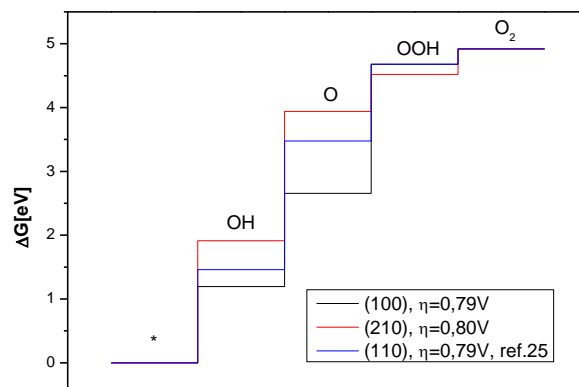 O₂
OOH
O
OH
*
ΔG[eV]
5
4
3
2
1
0
(100), η=0,79V
(210), η=0,80V
(110), η=0,79V, ref.25